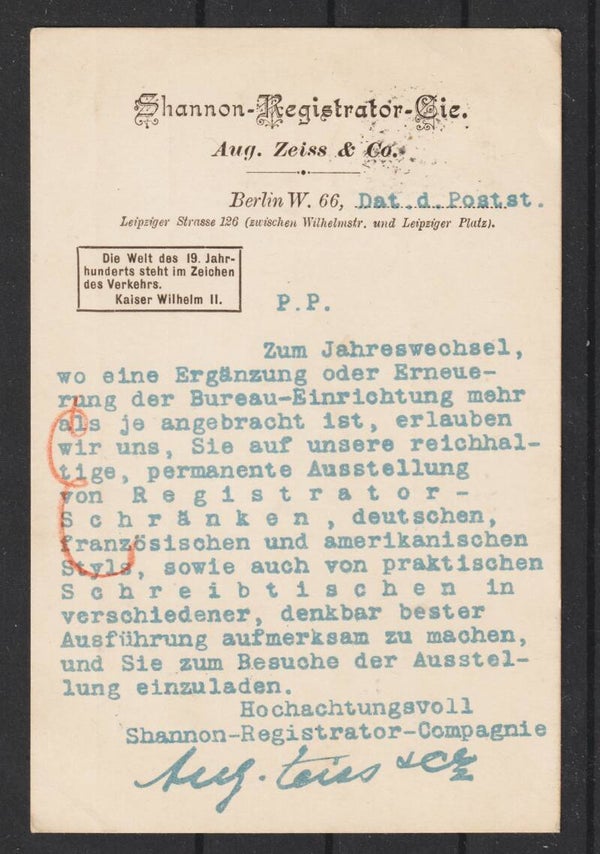 Shannon-Registrator-Cie.
Aug. Zeiss & Co.
Berlin W. 66, Dat. d. Postst.
Leipziger Strasse 126 (zwischen Wilhelmstr. und Leipziger Platz).
Die Welt des 19. Jahr-
hunderts steht im Zeichen
des Verkehrs.
Kaiser Wilhelm II.
P.P.
Zum Jahreswechsel,
wo eine Ergänzung oder Erneue-
rung der Bureau-Einrichtung mehr
als je angebracht ist, erlauben
wir uns, Sie auf unsere reichhal-
tige, permanente Ausstellung
von Registrator-
Schränken, deutschen,
französischen und amerikanischen
Styls, sowie auch von praktischen
Schreibtischen in
verschiedener, denkbar bester
Ausführung aufmerksam zu machen,
und Sie zum Besuche der Ausstel-
lung einzuladen.
Hochachtungsvoll
Shannon-Registrator-Compagnie
Aug. Zeiss & Co